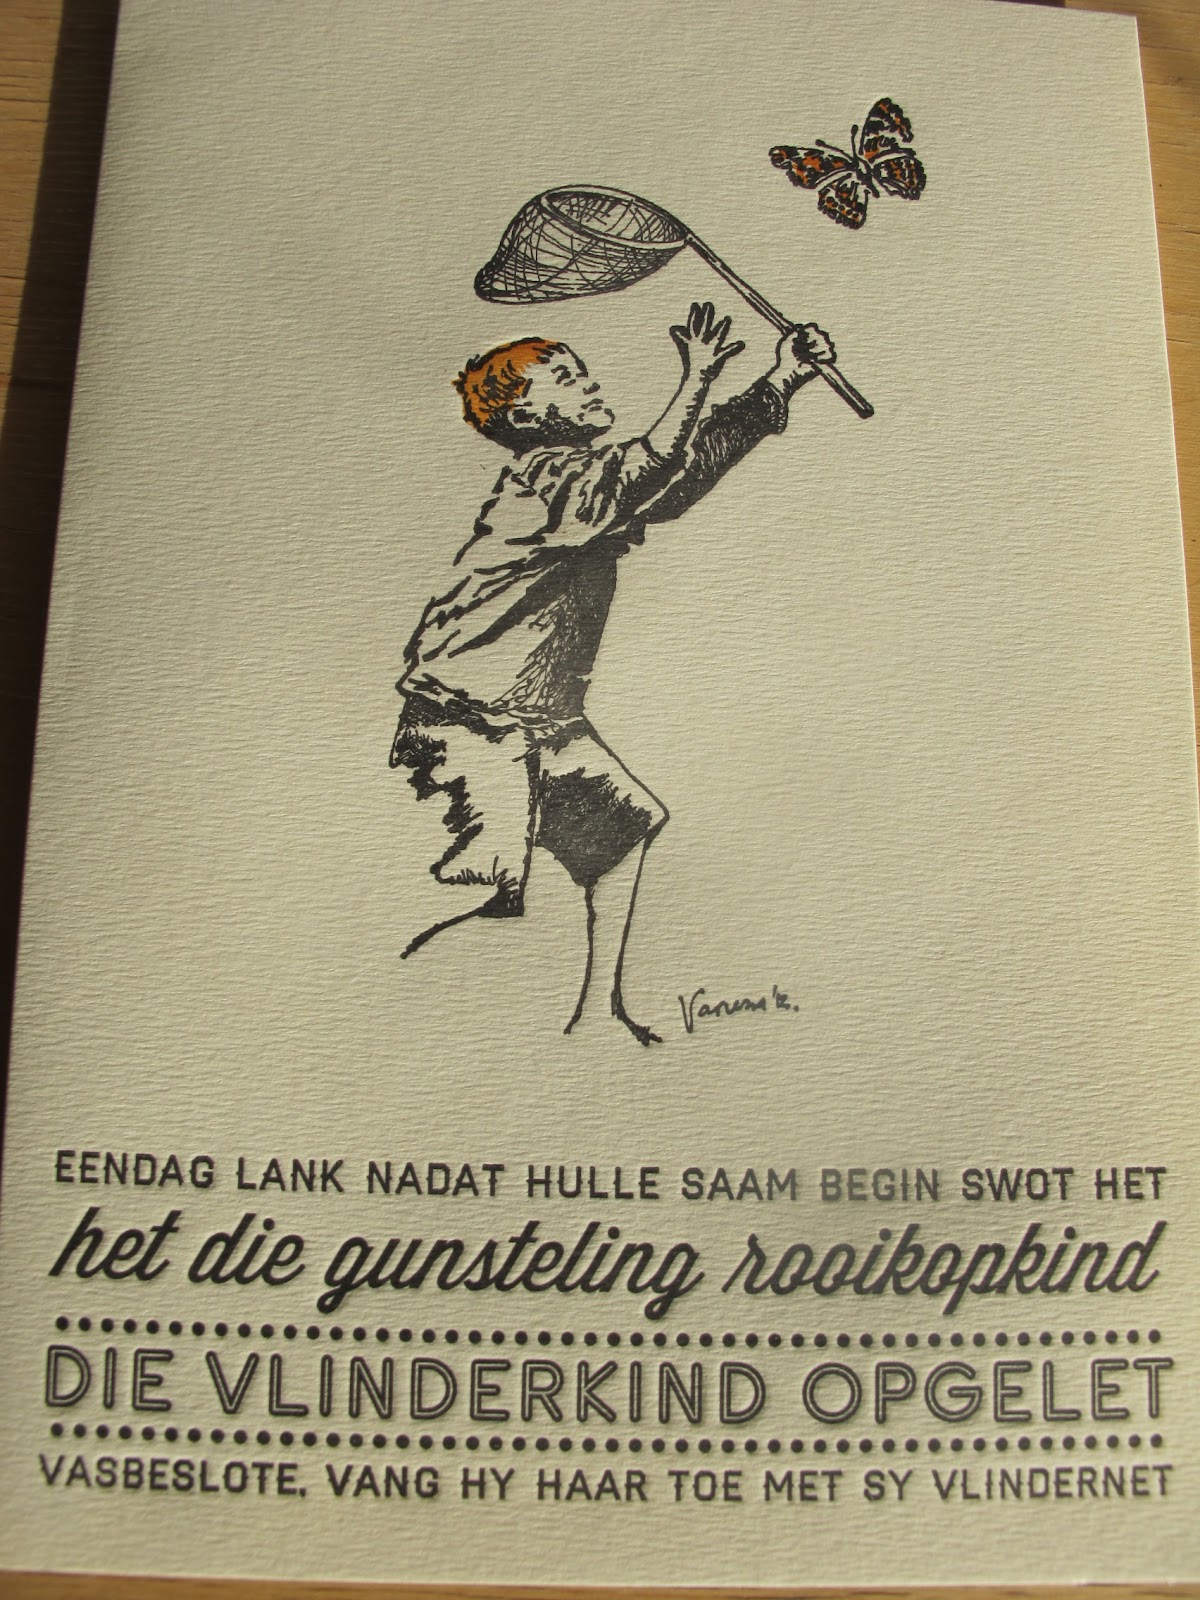 EENDAG LANK NADAT HULLE SAAM BEGIN SWOT HET
het die gunsteling rooikopkind
DIE VLINDERKIND OPGELET
VASBESLOTE, VANG HY HAAR TOE MET SY VLINDERNET